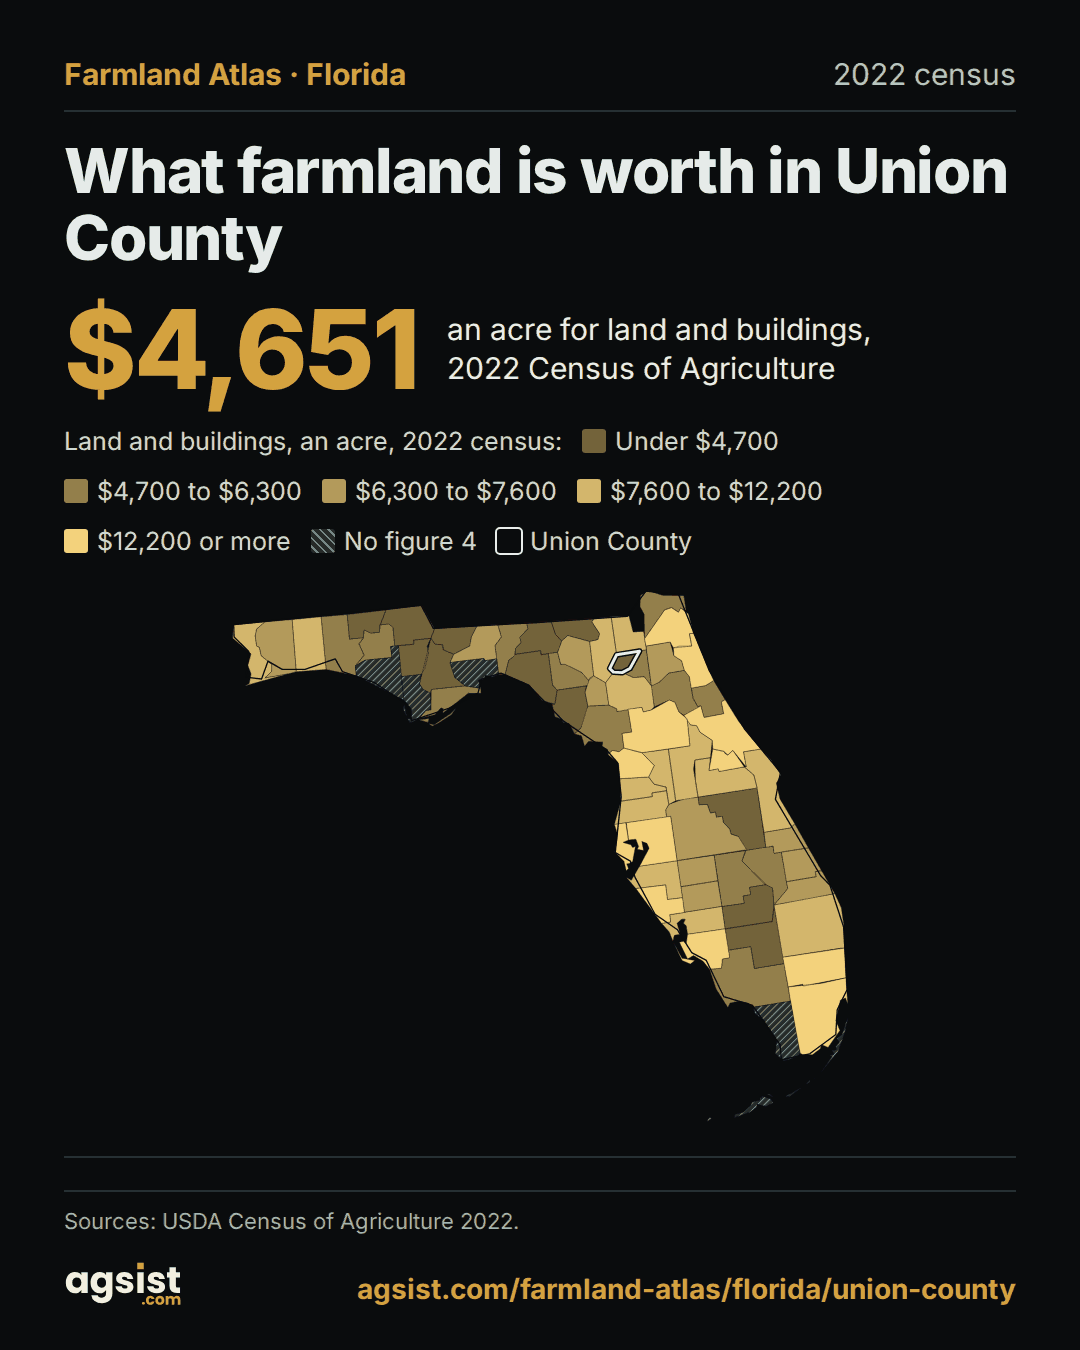 Farmland Atlas · Florida
2022 census
What farmland is worth in Union
County
$4,651
an acre for land and buildings,
2022 Census of Agriculture
Land and buildings, an acre, 2022 census: Under $4,700
$4,700 to $6,300 $6,300 to $7,600 $7,600 to $12,200
$12,200 or more No figure 4 Union County
Sources: USDA Census of Agriculture 2022.
agsist
.com
agsist.com/farmland-atlas/florida/union-county